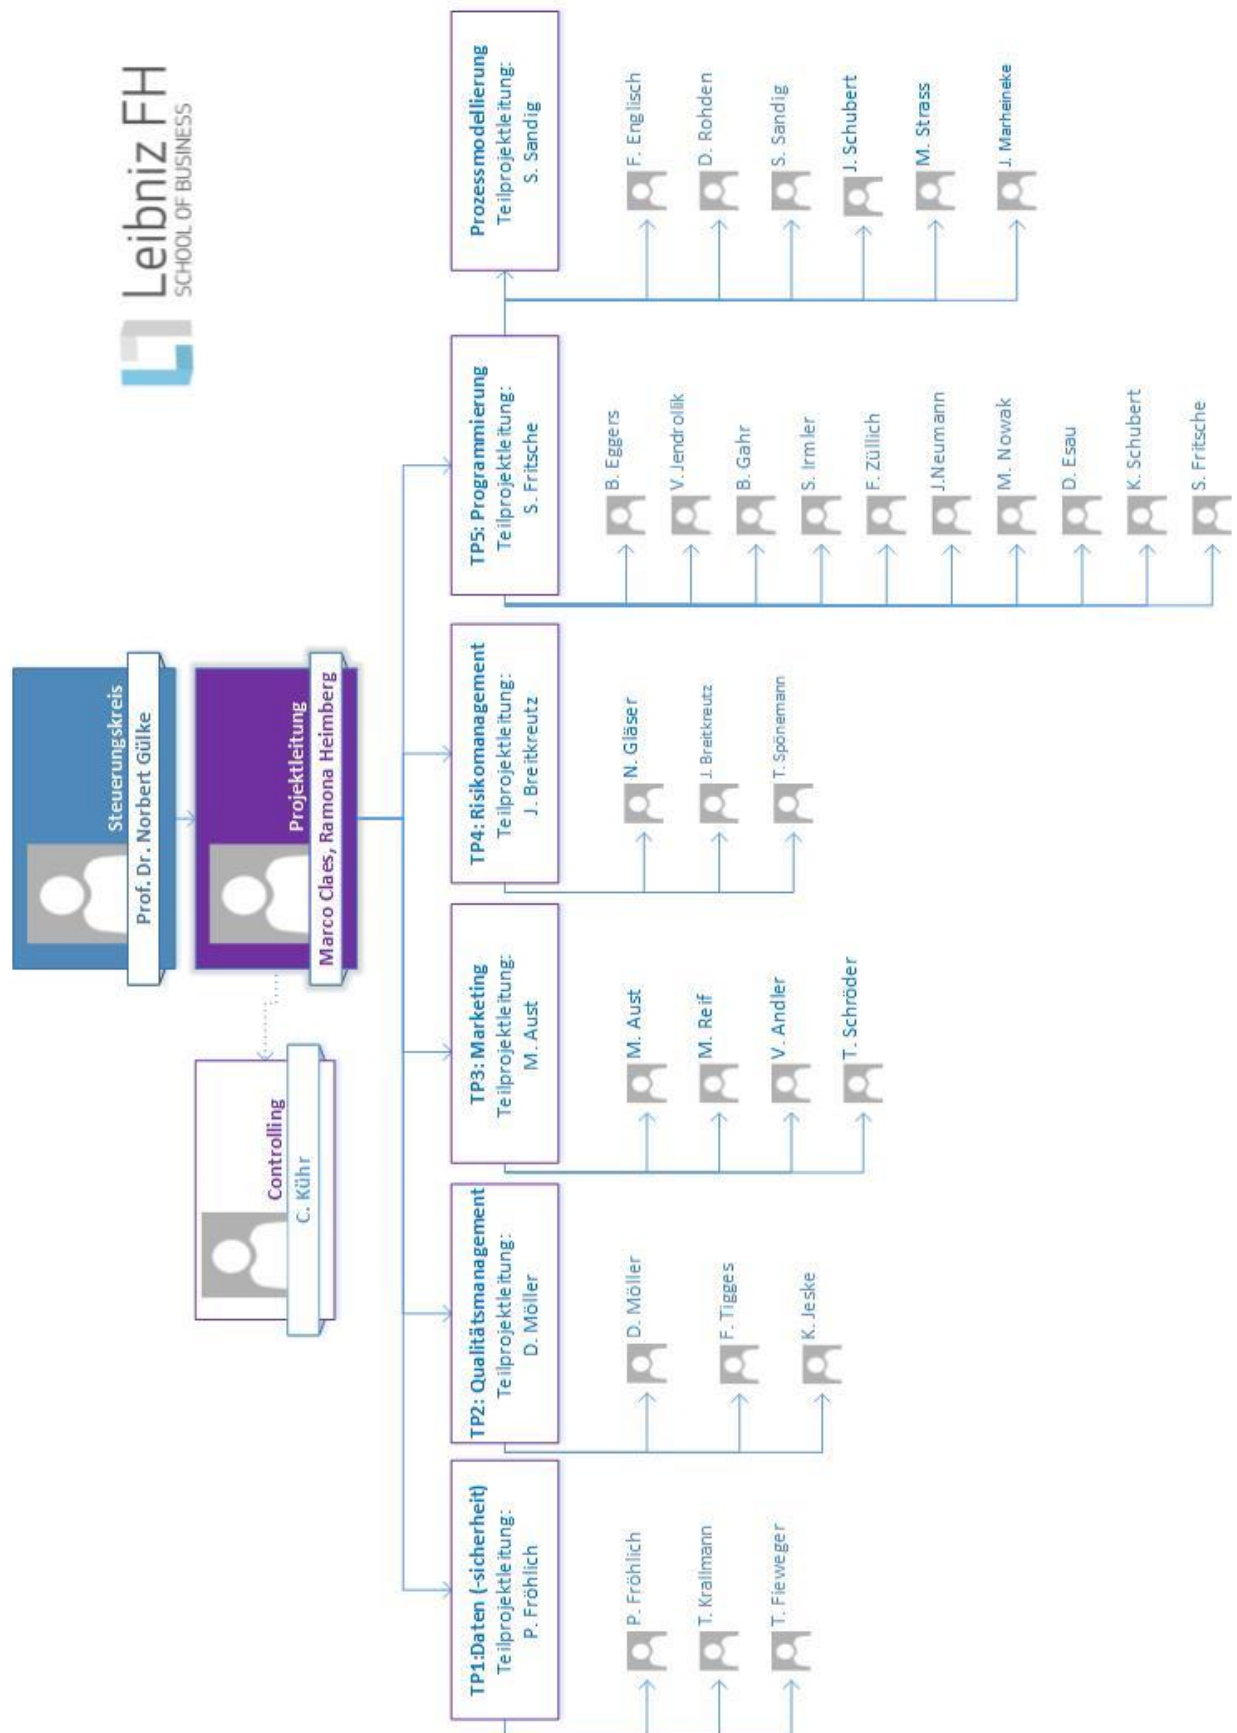 Leibniz FH
SCHOOL OF BUSINESS
Steuerungskreis
Prof. Dr. Norbert Gülke
Projektleitung
Marco Claes, Ramona Heimberg
Controlling
C. Kühr
TP1:Daten (-sicherheit)
Teilprojektleitung:
P. Fröhlich
P. Fröhlich
T. Krallmann
T. Fieweger
TP2: Qualitätsmanagement
Teilprojektleitung:
D. Möller
D. Möller
F. Tigges
K. Jeske
TP3: Marketing
Teilprojektleitung:
M. Aust
M. Aust
M. Reif
V. Andler
T. Schröder
TP4: Risikomanagement
Teilprojektleitung:
J. Breitkreutz
N. Gläser
J. Breitkreutz
T. Spönemann
TP5: Programmierung
Teilprojektleitung:
S. Fritsche
B. Eggers
V. Jendrollik
B. Gahr
S. Irmler
F. Züllich
J.Neumann
M. Nowak
D. Esau
K. Schubert
S. Fritsche
Prozessmodellierung
Teilprojektleitung:
S. Sandig
F. Englisch
D. Rohden
S. Sandig
J. Schubert
M. Strass
J. Marheineke